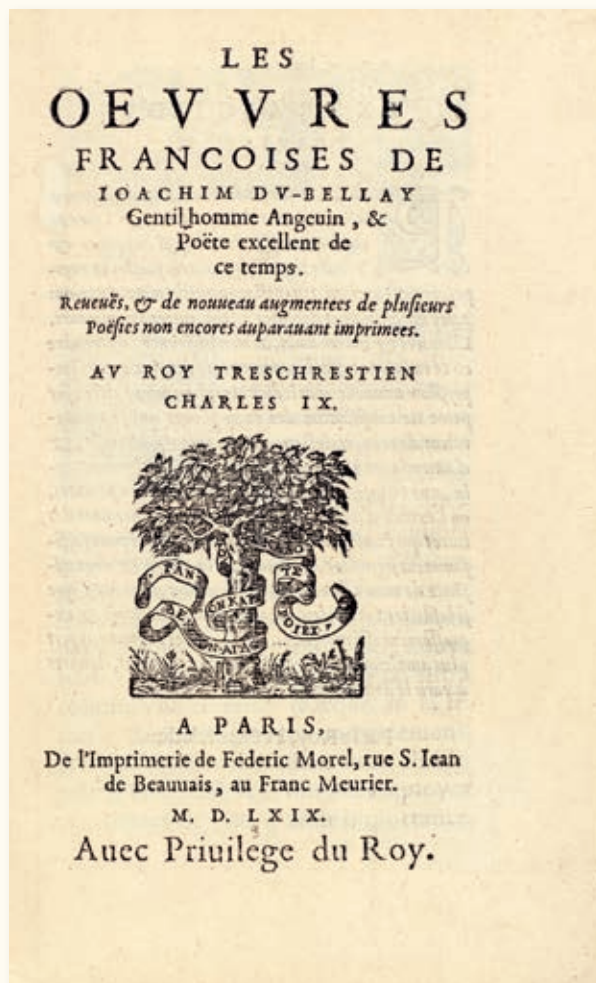 LES
OEVVRES
FRANCOISES DE
IOACHIM DV-BELLAY
Gentilhomme Angeuin, &
Poëte excellent de
ce temps.
Reueuës, & de nouueau augmentees de plusieurs
Poësies non encores auparauant imprimees.
AV ROY TRESCHRESTIEN
CHARLES IX.
A PARIS,
De l'Imprimerie de Federic Morel, rue S. Iean
de Beauuais, au Franc Meurier.
M. D. LXIX.
Auec Priuilege du Roy.